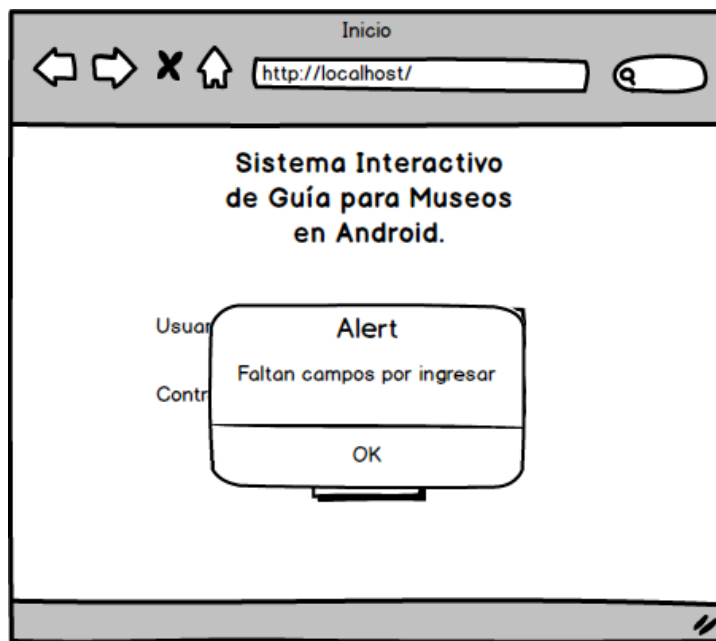 Inicio
http://localhost/
Sistema Interactivo
de Guía para Museos
en Android.
Usuar
Alert
Faltan campos por ingresar
Contr
OK